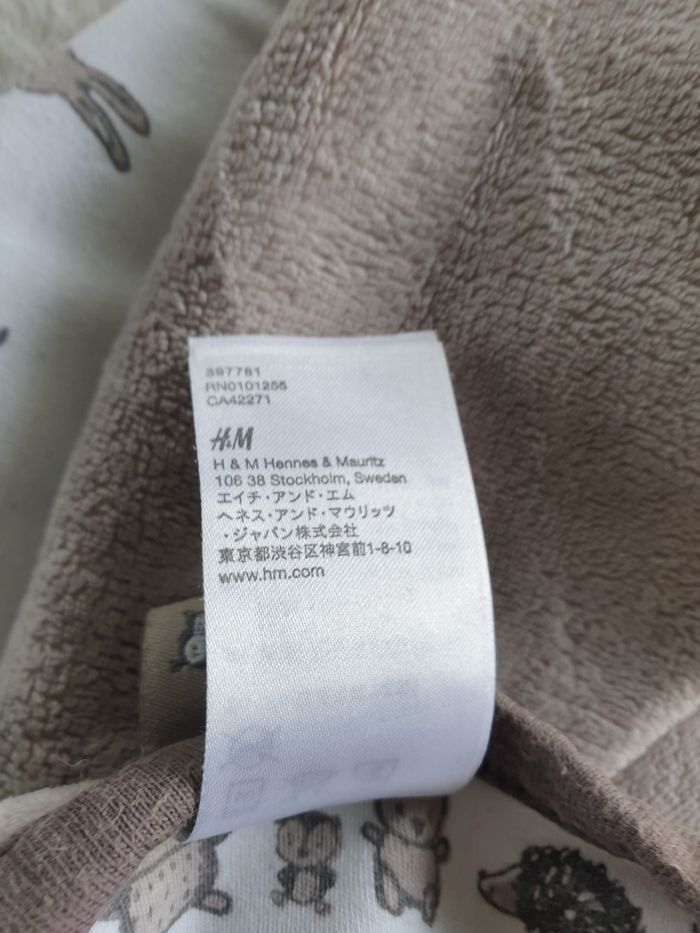 397781
RN0101255
CA42271
H&M
H & M Hennes & Mauritz
106 38 Stockholm, Sweden
エイチ・アンド・エム
ヘネス・アンド・マウリッツ
・ジャパン株式会社
東京都渋谷区神宮前1-8-10
www.hm.com